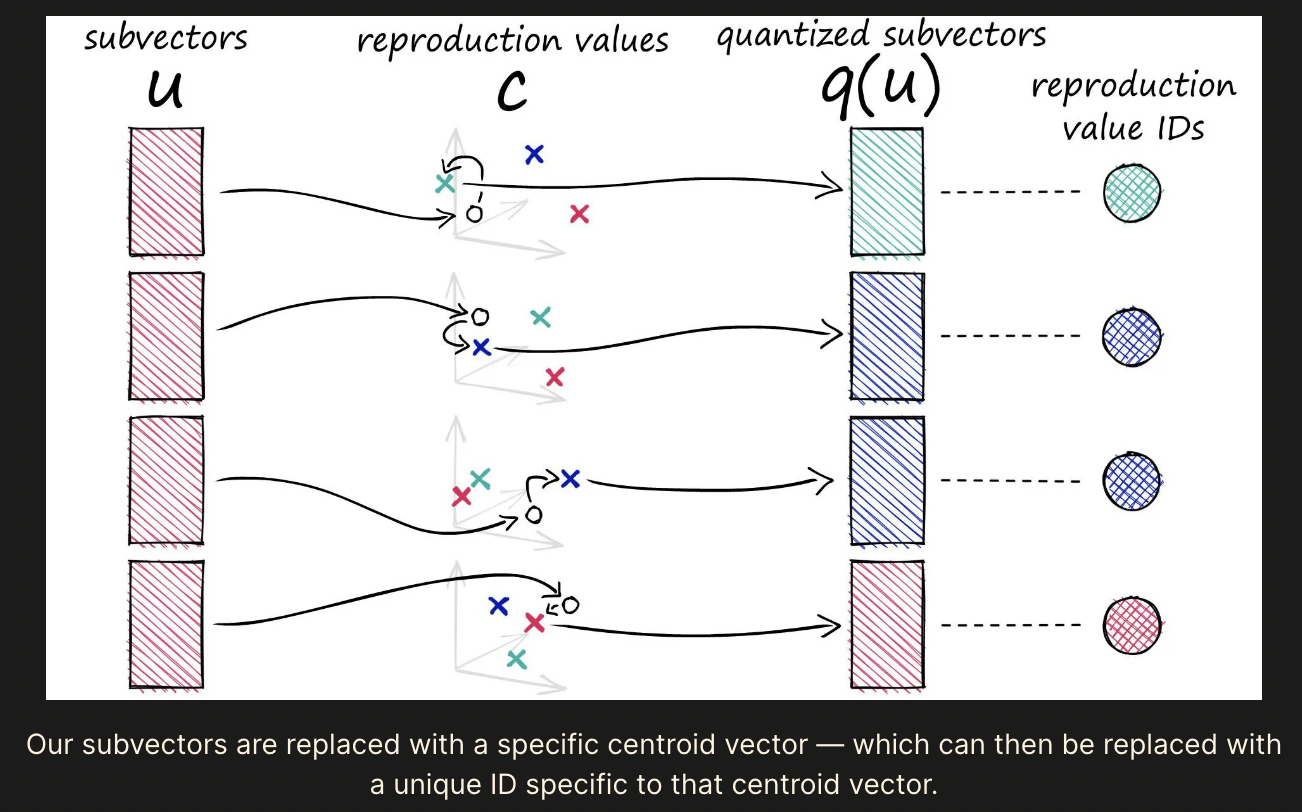 subvectors
u
reproduction values
c
quantized subvectors
q(u)
reproduction
value IDs
Our subvectors are replaced with a specific centroid vector — which can then be replaced with
a unique ID specific to that centroid vector.